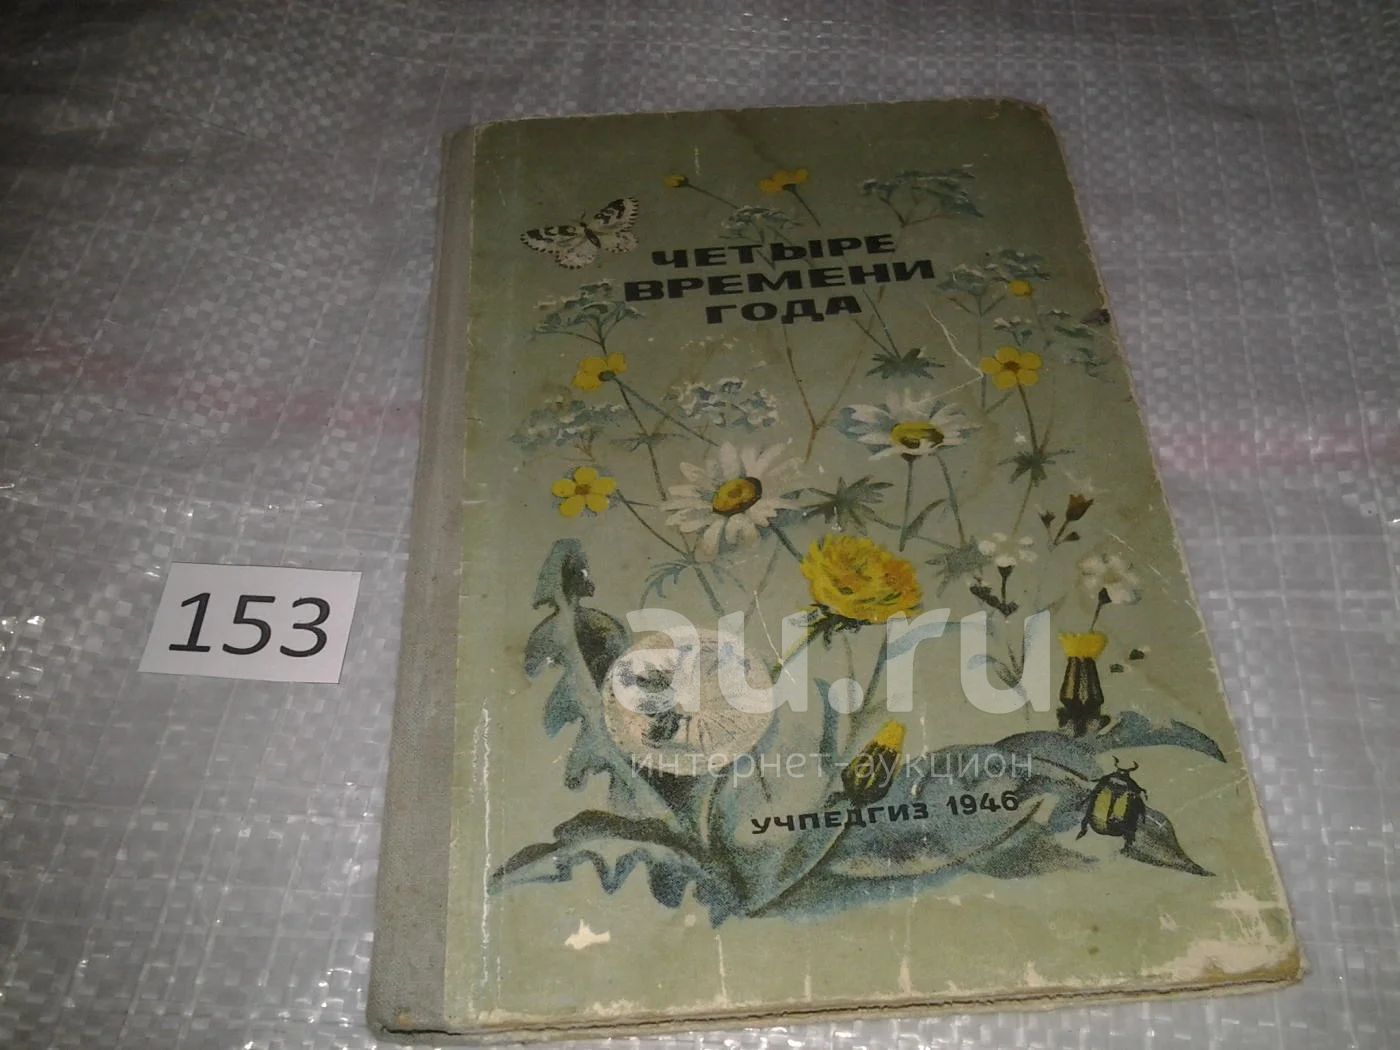 ЧЕТЫРЕ
ВРЕМЕНИ
ГОДА
153
au.ru
интернет-аукцион
УЧПЕДГИЗ 1946